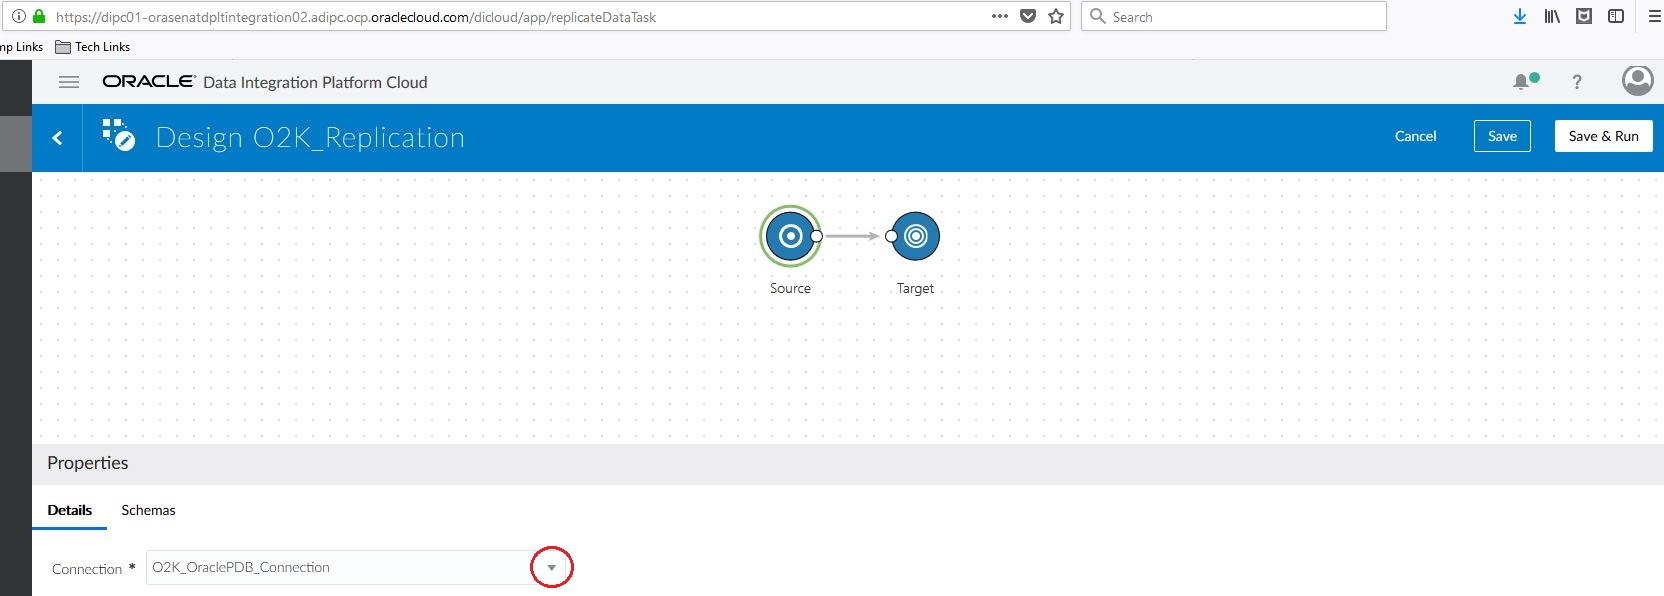 https://dipc01-orasenatdpltintegration02.adipc.ocp.oraclecloud.com/dicloud/app/replicateDataTask
Search
mp Links Tech Links
ORACLE Data Integration Platform Cloud
?
Design O2K_Replication
Cancel
Save
Save & Run
Source
Target
Properties
Details
Schemas
Connection * O2K_OraclePDB_Connection